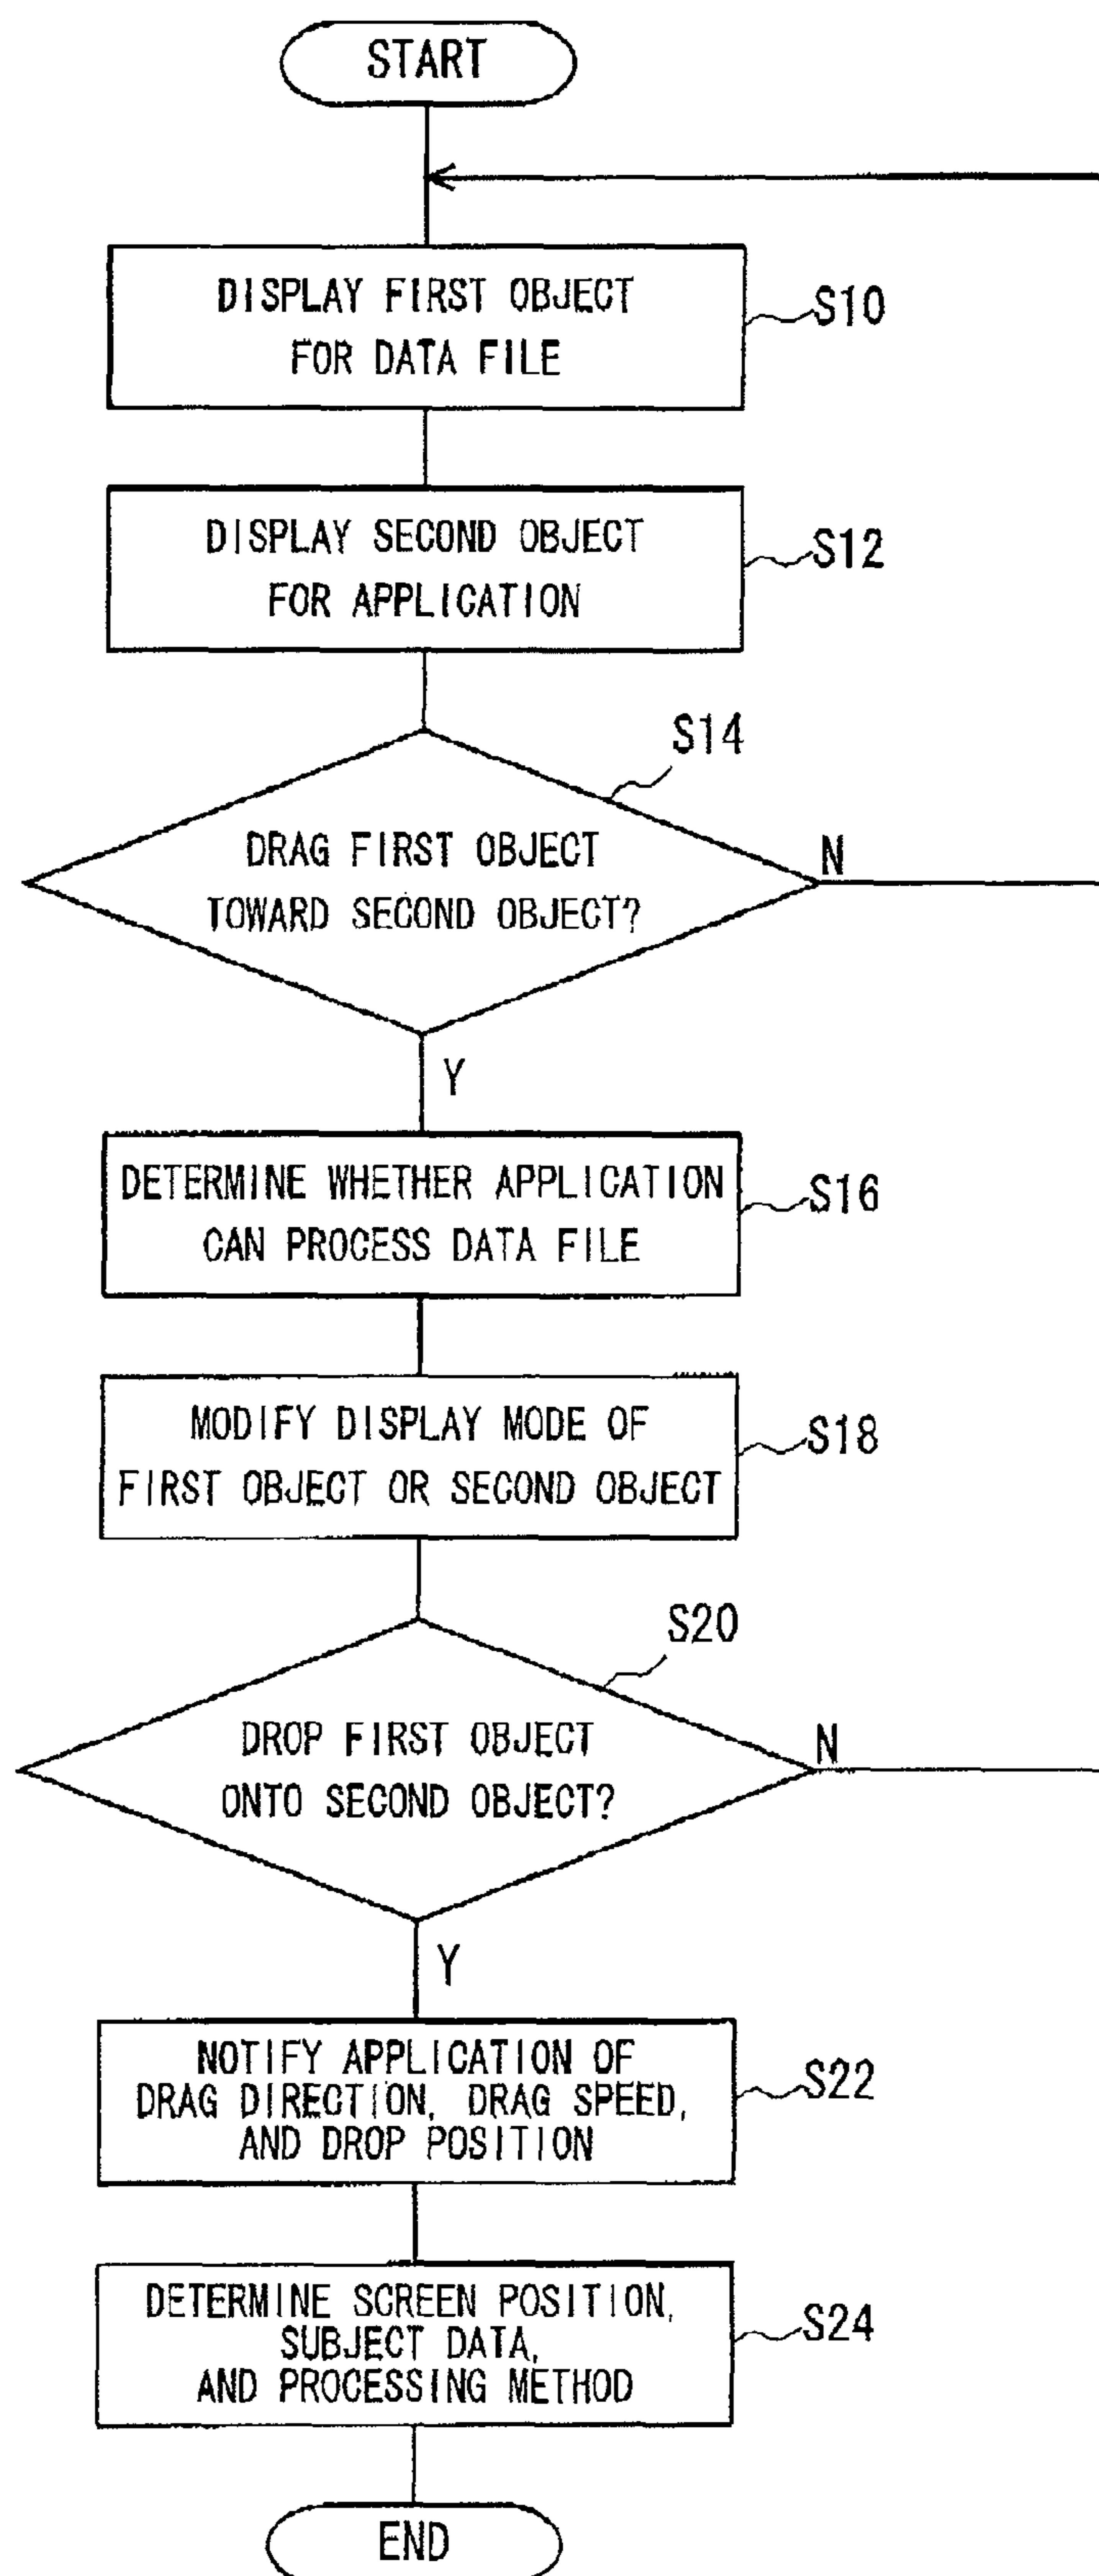 START
DISPLAY FIRST OBJECT
FOR DATA FILE
S10
DISPLAY SECOND OBJECT
FOR APPLICATION
S12
S14
DRAG FIRST OBJECT
TOWARD SECOND OBJECT?
N
Y
DETERMINE WHETHER APPLICATION
CAN PROCESS DATA FILE
S16
MODIFY DISPLAY MODE OF
FIRST OBJECT OR SECOND OBJECT
S18
S20
DROP FIRST OBJECT
ONTO SECOND OBJECT?
N
Y
NOTIFY APPLICATION OF
DRAG DIRECTION, DRAG SPEED,
AND DROP POSITION
S22
DETERMINE SCREEN POSITION,
SUBJECT DATA,
AND PROCESSING METHOD
S24
END